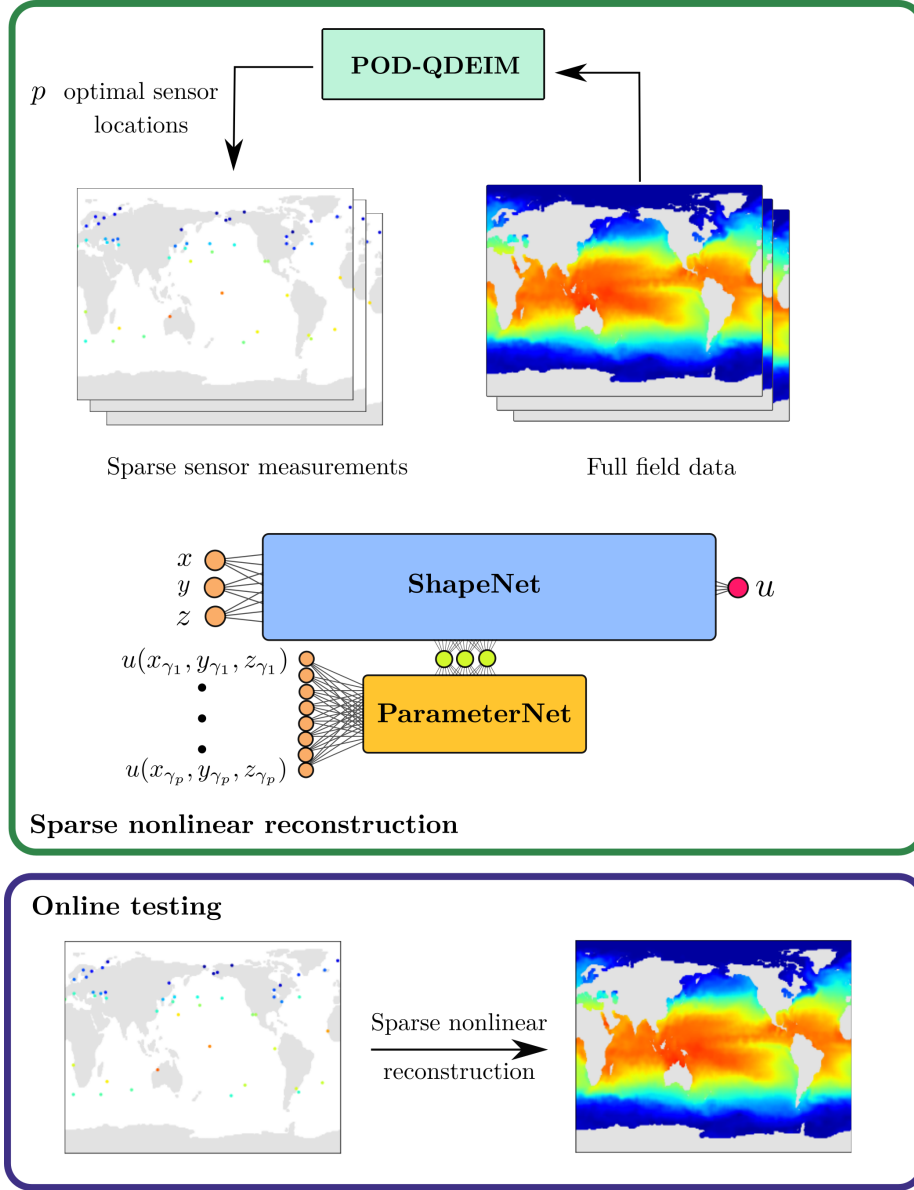 POD-QDEIM
p optimal sensor
locations
Sparse sensor measurements
Full field data
x
y
z
ShapeNet
u
u(x_{γ_1}, y_{γ_1}, z_{γ_1})
ParameterNet
u(x_{γ_p}, y_{γ_p}, z_{γ_p})
Sparse nonlinear reconstruction
Online testing
Sparse nonlinear
reconstruction